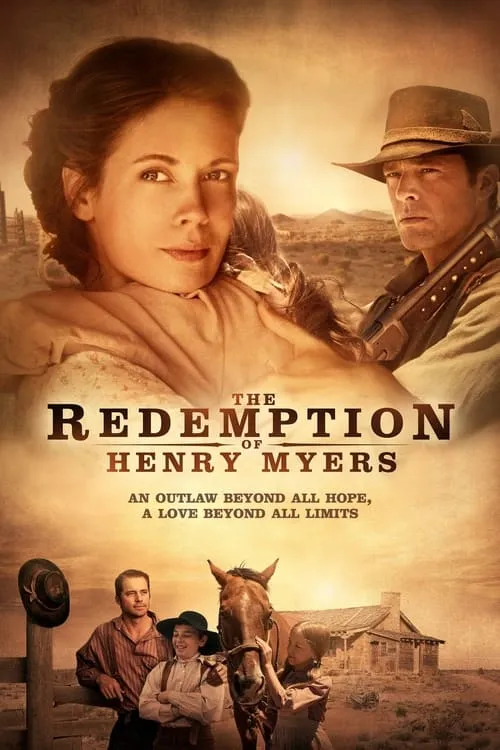 THE
REDEMPTION
OF
HENRY MYERS
AN OUTLAW BEYOND ALL HOPE,
A LOVE BEYOND ALL LIMITS